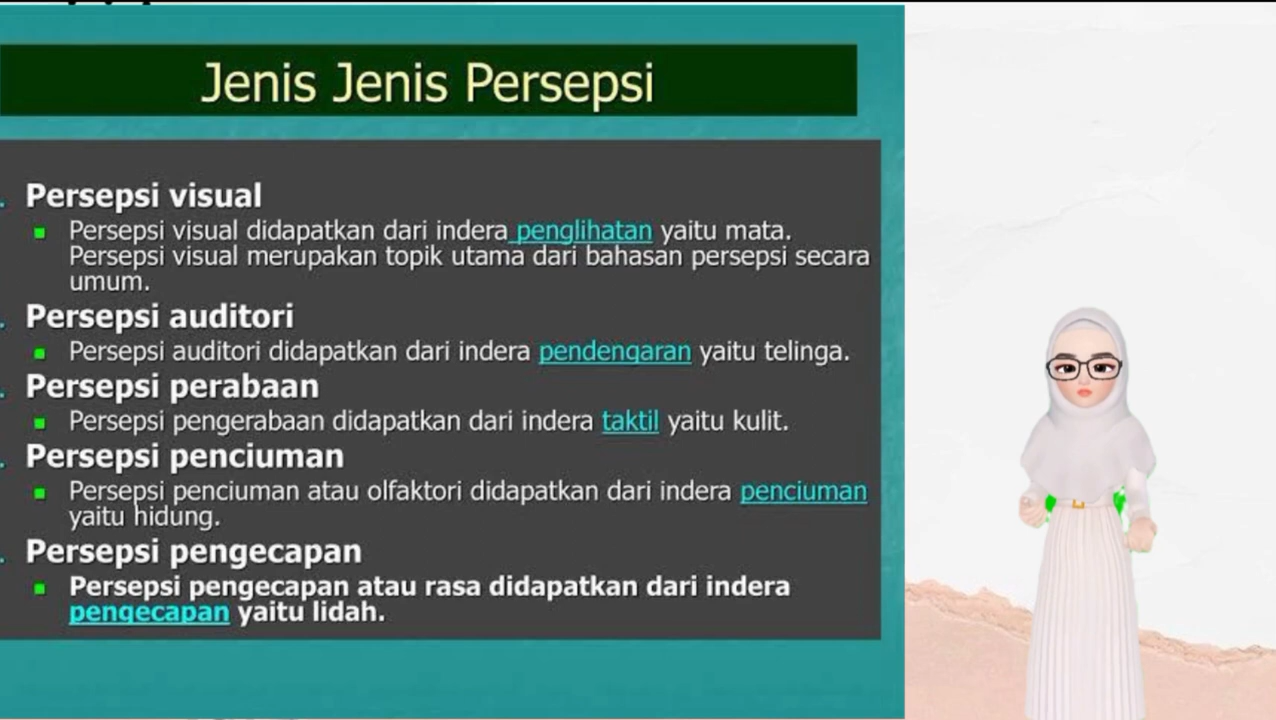 Jenis Jenis Persepsi
Persepsi visual
Persepsi visual didapatkan dari indera penglihatan yaitu mata.
Persepsi visual merupakan topik utama dari bahasan persepsi secara
umum.
Persepsi auditori
Persepsi auditori didapatkan dari indera pendengaran yaitu telinga.
Persepsi perabaan
Persepsi pengerabaan didapatkan dari indera taktil yaitu kulit.
Persepsi penciuman
Persepsi penciuman atau olfaktori didapatkan dari indera penciuman
yaitu hidung.
Persepsi pengecapan
Persepsi pengecapan atau rasa didapatkan dari indera
pengecapan yaitu lidah.